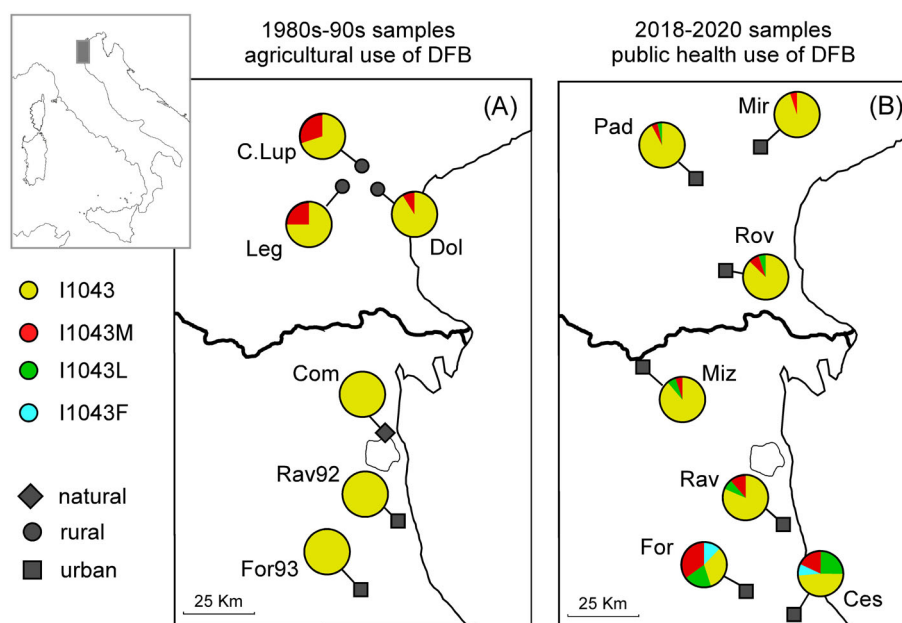 1980s-90s samples
agricultural use of DFB
2018-2020 samples
public health use of DFB
(A)
C.Lup
Leg
Dol
Com
Rav92
For93
25 Km
(B)
Mir
Pad
Rov
Miz
Rav
For
Ces
25 Km
I1043
I1043M
I1043L
I1043F
natural
rural
urban